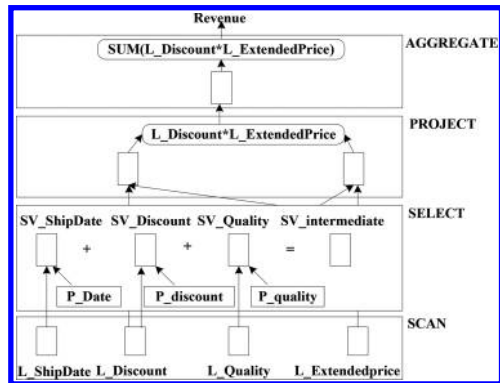 Revenue
AGGREGATE
SUM(L_Discount*L_ExtendedPrice)
PROJECT
L_Discount*L_ExtendedPrice
SELECT
SV_ShipDate SV_Discount SV_Quality SV_intermediate
+ + =
P_Date P_discount P_quality
SCAN
L_ShipDate L_Discount L_Quality L_Extendedprice